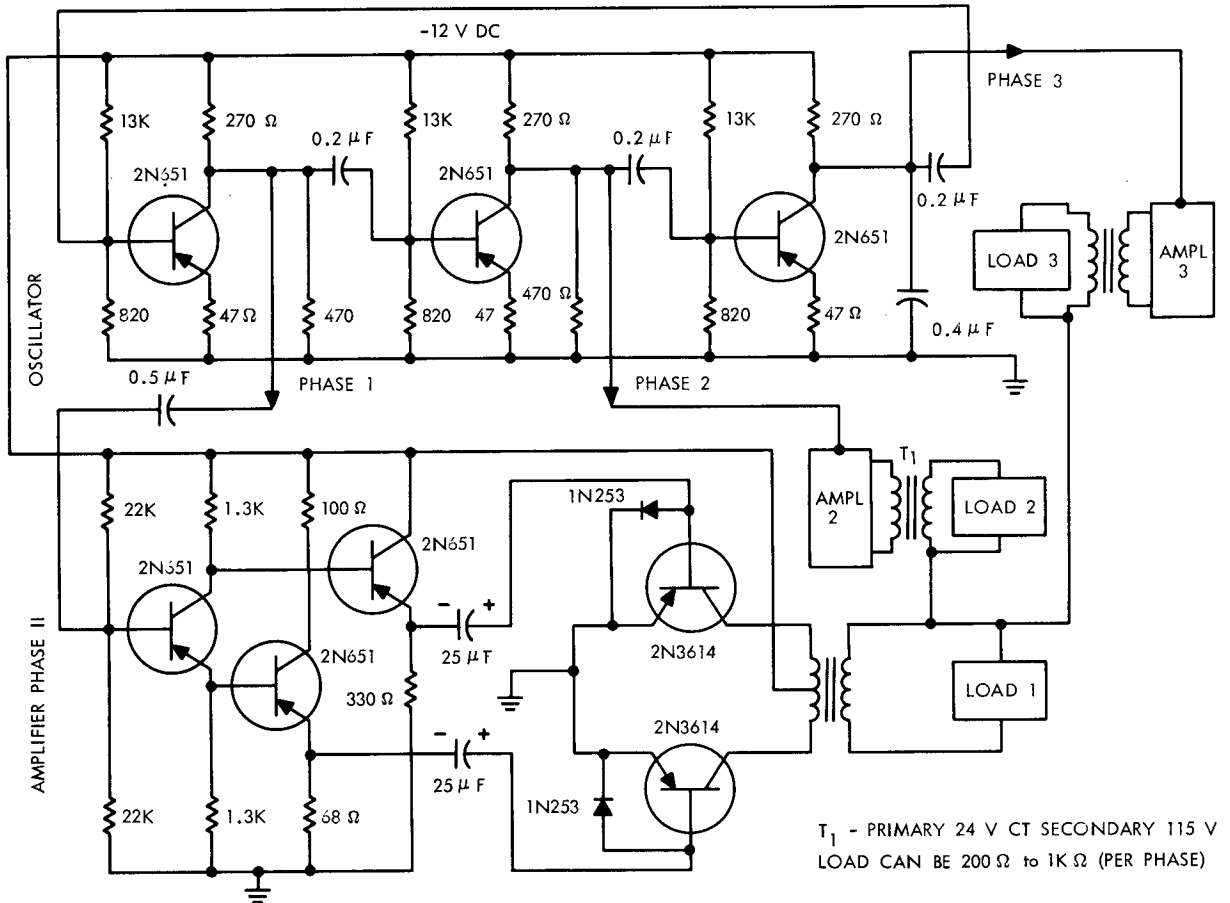 -12 V DC
PHASE 3
13K
270 Ω
0.2 μF
2N651
13K
270 Ω
0.2 μF
2N651
13K
270 Ω
0.2 μF
2N651
LOAD 3
AMPL 3
OSCILLATOR
820
47 Ω
470
820
47
470 Ω
820
47 Ω
0.4 μF
0.5 μF
PHASE 1
PHASE 2
T1
AMPL 2
LOAD 2
22K
1.3K
100 Ω
2N651
1N253
2N651
2N651
- +
25 μF
2N3614
330 Ω
LOAD 1
AMPLIFIER PHASE II
2N3614
- +
25 μF
1N253
22K
1.3K
68 Ω
T1 - PRIMARY 24 V CT SECONDARY 115 V
LOAD CAN BE 200 Ω to 1K Ω (PER PHASE)